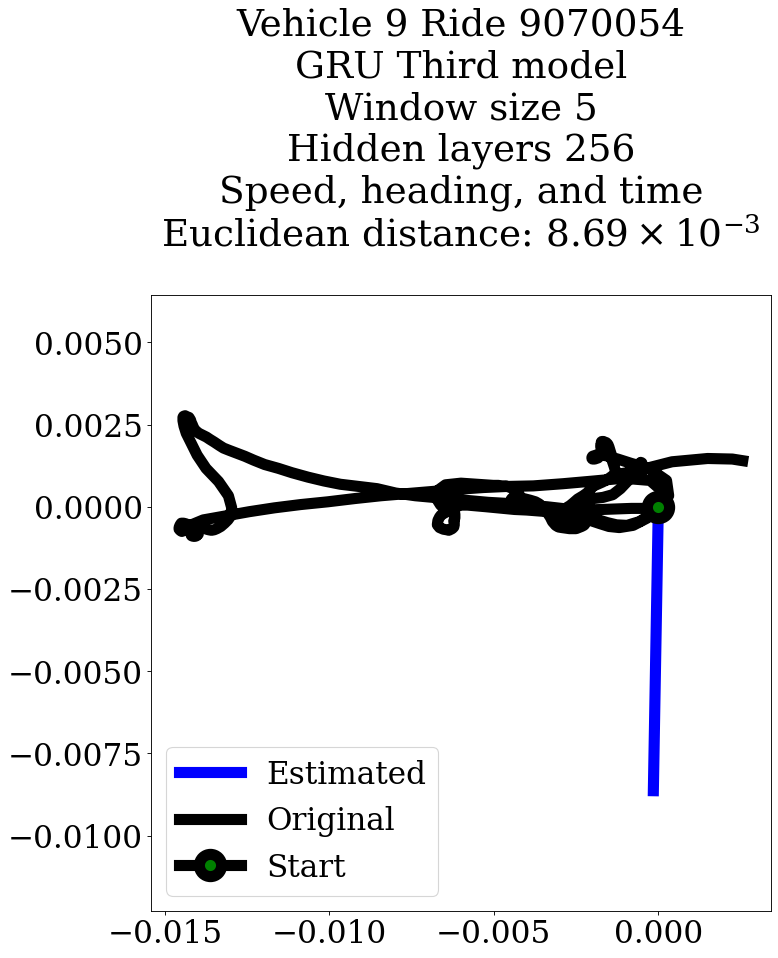 Vehicle 9 Ride 9070054
GRU Third model
Window size 5
Hidden layers 256
Speed, heading, and time
Euclidean distance: 8.69 × 10⁻³
0.0050
0.0025
0.0000
−0.0025
−0.0050
−0.0075
−0.0100
Estimated
Original
Start
−0.015 −0.010 −0.005 0.000